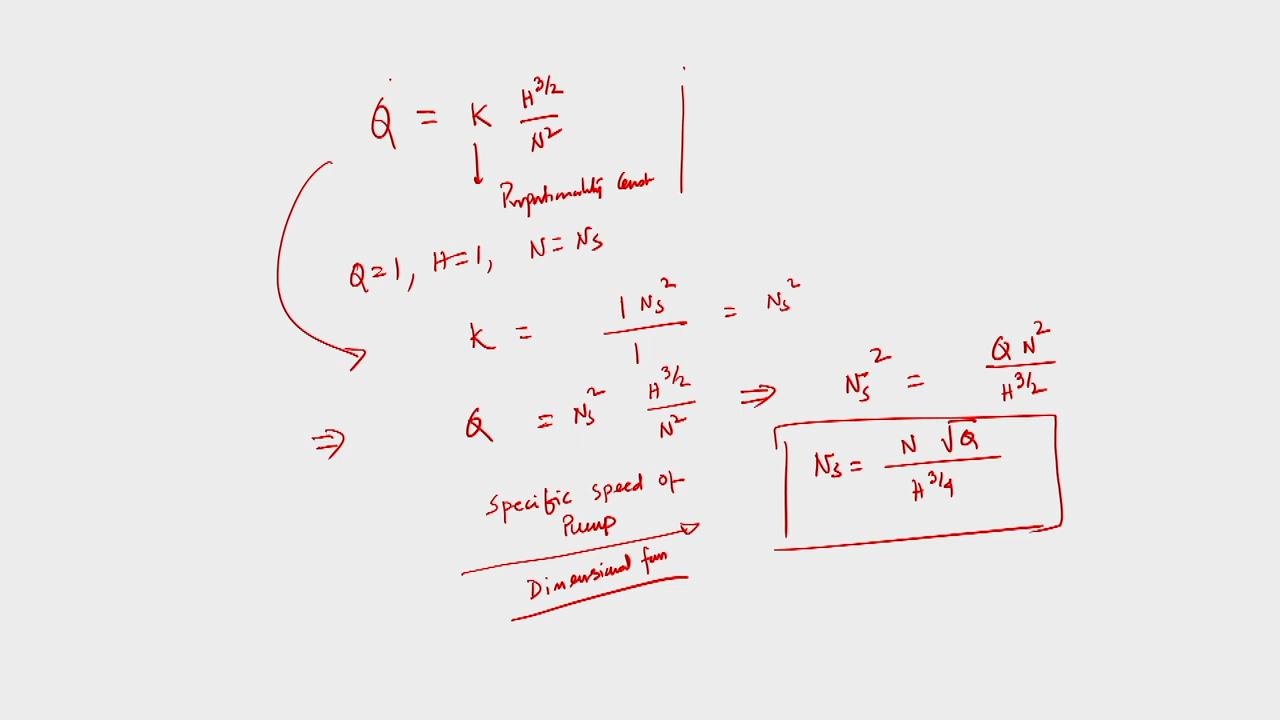 Q = K H^3/2 / N^2
Proportionality Const
Q=1, H=1, N = Ns
K = 1 Ns^2 / 1 = Ns^2
⇒ Q = Ns^2 H^3/2 / N^2 ⇒ Ns^2 = Q N^2 / H^3/2
Ns = N √Q / H^3/4
Specific speed of
Pump
Dimensional